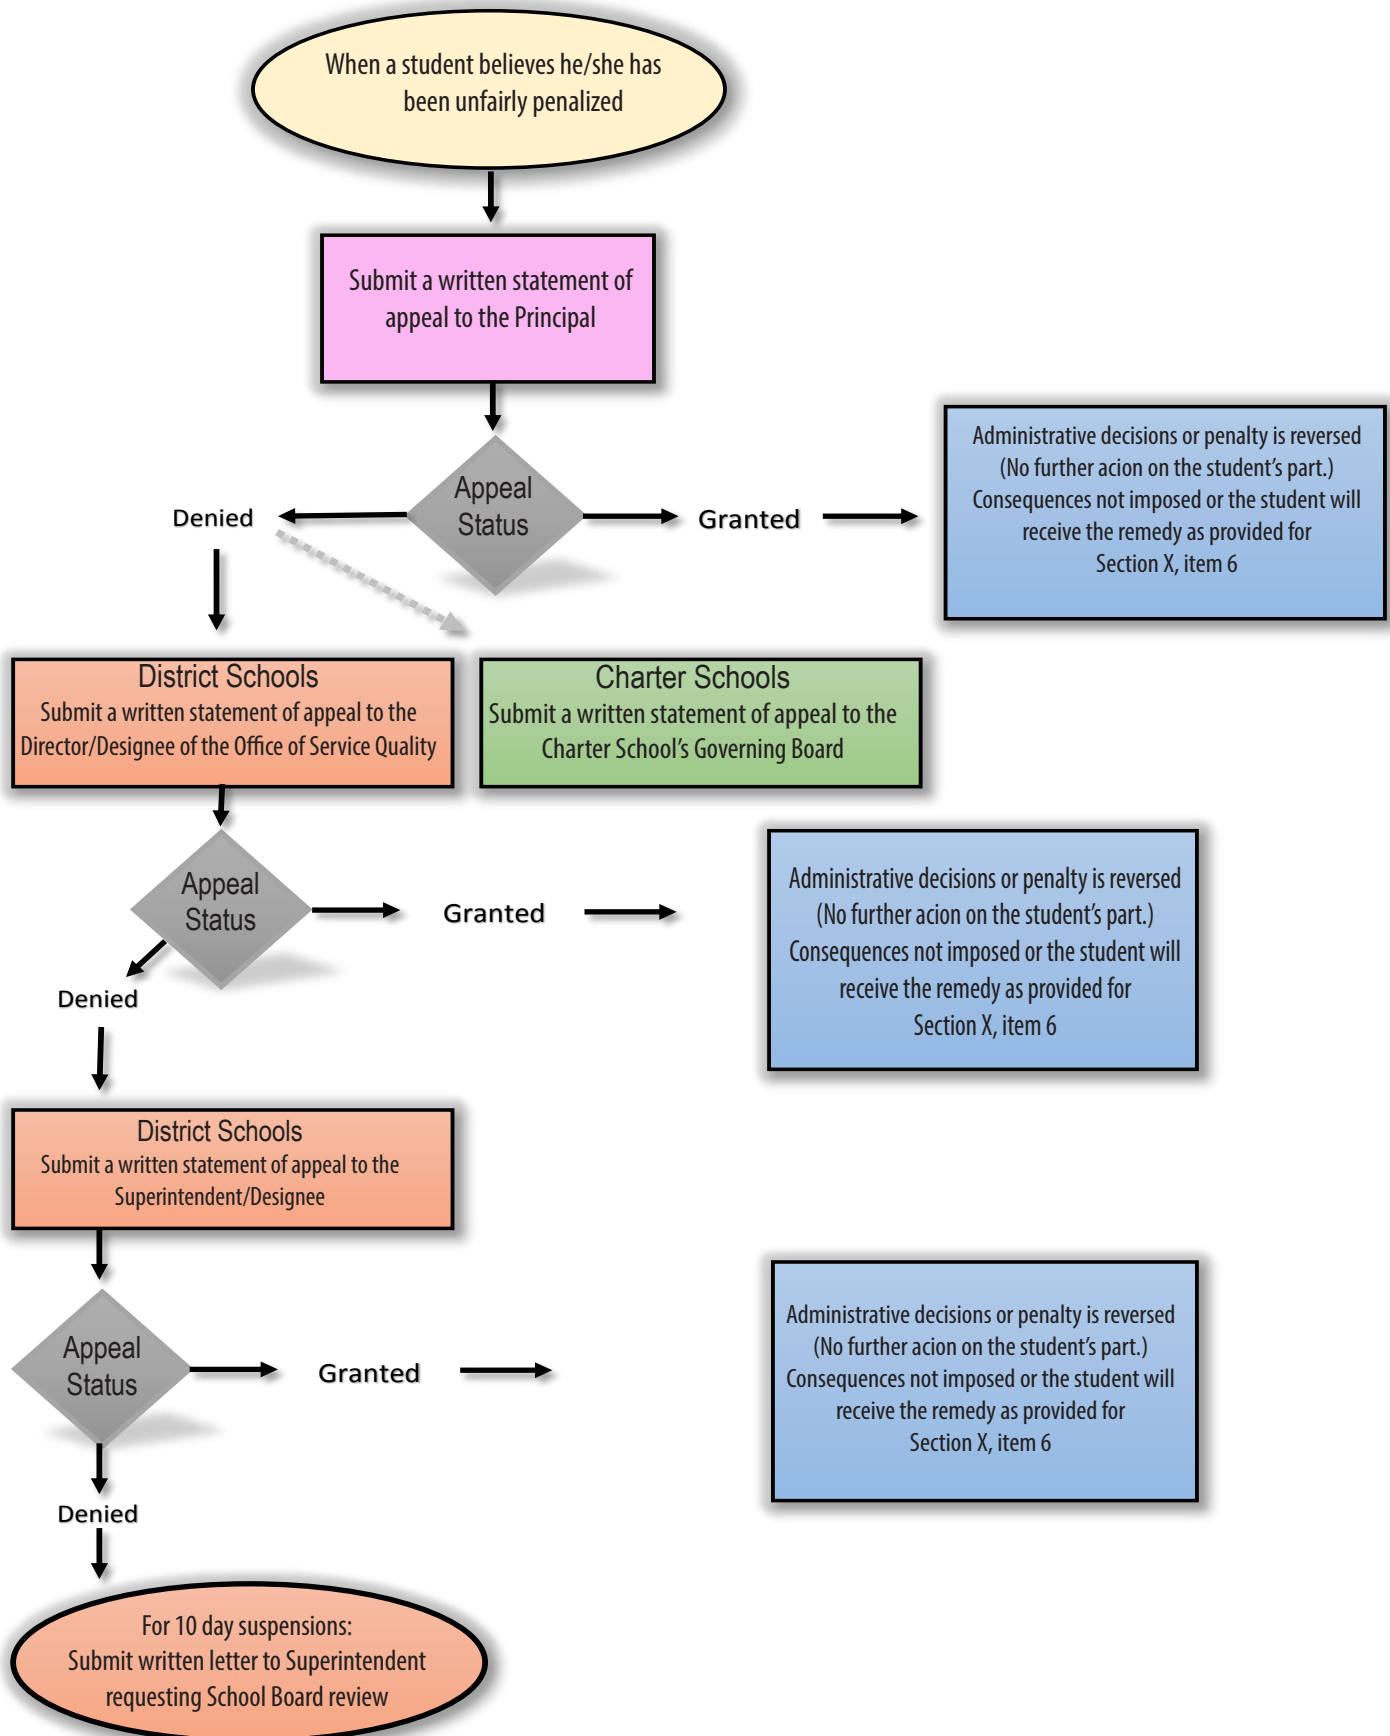 When a student believes he/she has
been unfairly penalized
Submit a written statement of
appeal to the Principal
Appeal
Status
Denied
Granted
Administrative decisions or penalty is reversed
(No further acion on the student’s part.)
Consequences not imposed or the student will
receive the remedy as provided for
Section X, item 6
District Schools
Submit a written statement of appeal to the
Director/Designee of the Office of Service Quality
Charter Schools
Submit a written statement of appeal to the
Charter School’s Governing Board
Appeal
Status
Granted
Denied
Administrative decisions or penalty is reversed
(No further acion on the student’s part.)
Consequences not imposed or the student will
receive the remedy as provided for
Section X, item 6
District Schools
Submit a written statement of appeal to the
Superintendent/Designee
Appeal
Status
Granted
Administrative decisions or penalty is reversed
(No further acion on the student’s part.)
Consequences not imposed or the student will
receive the remedy as provided for
Section X, item 6
Denied
For 10 day suspensions:
Submit written letter to Superintendent
requesting School Board review